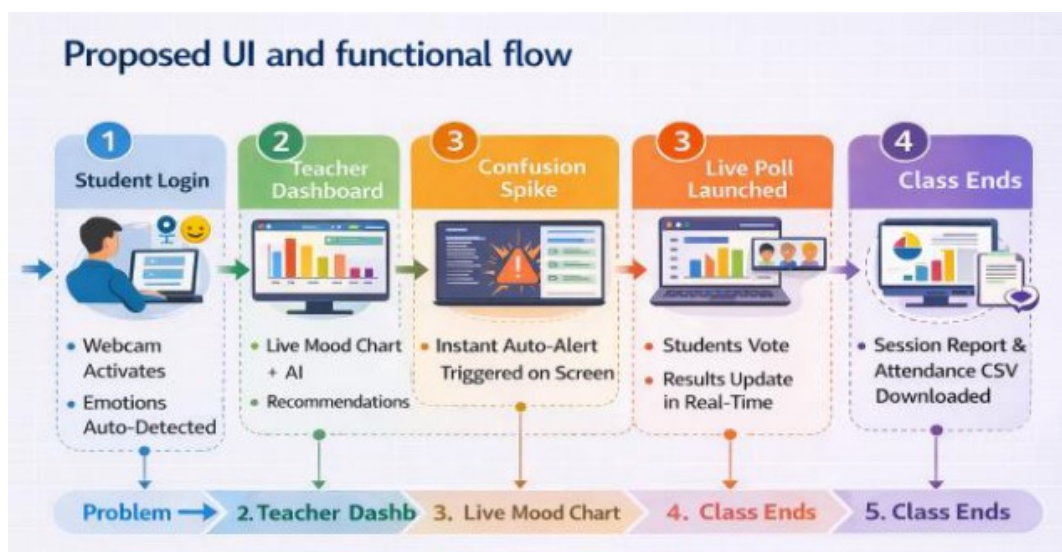 Proposed UI and functional flow
1
Student Login
• Webcam
Activates
• Emotions
Auto-Detected
2
Teacher
Dashboard
• Live Mood Chart
+ AI
• Recommendations
3
Confusion
Spike
• Instant Auto-Alert
Triggered on Screen
3
Live Poll
Launched
• Students Vote
• Results Update
in Real-Time
4
Class Ends
• Session Report &
Attendance CSV
Downloaded
Problem
2. Teacher Dashb
3. Live Mood Chart
4. Class Ends
5. Class Ends